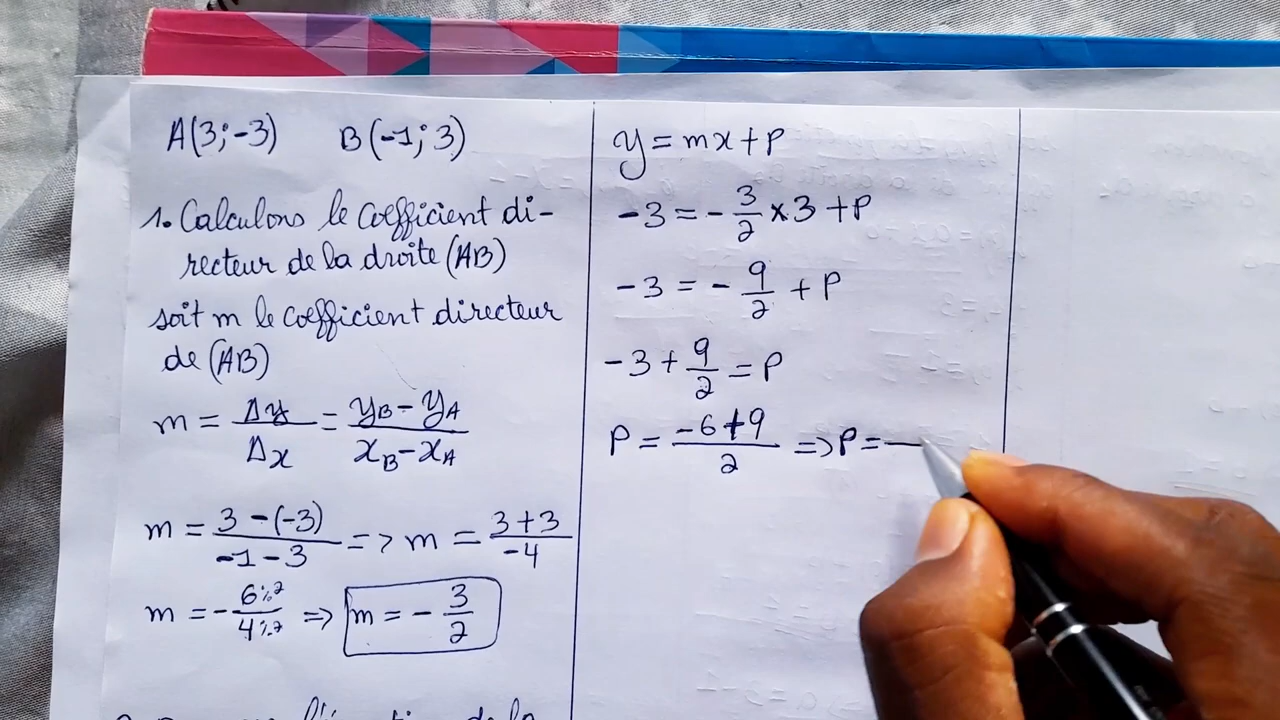 A(3;-3) B(-1;3)
1. Calculons le coefficient di-
recteur de la droite (AB)
soit m le coefficient directeur
de (AB)
m = Δy/Δx = (yB - yA)/(xB - xA)
m = (3-(-3))/(-1-3) => m = (3+3)/(-4)
m = - (6÷2)/(4÷2) => m = - 3/2
y = mx + p
-3 = - 3/2 × 3 + p
-3 = - 9/2 + p
-3 + 9/2 = p
p = (-6+9)/2 => p = —